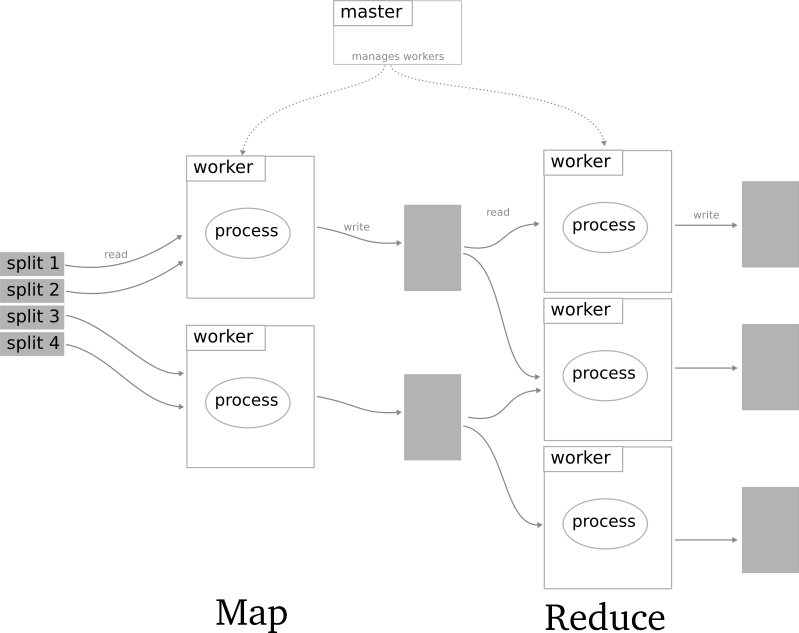 master
manages workers
worker
process
worker
process
split 1
split 2
split 3
split 4
read
write
read
worker
process
worker
process
worker
process
write
Map
Reduce